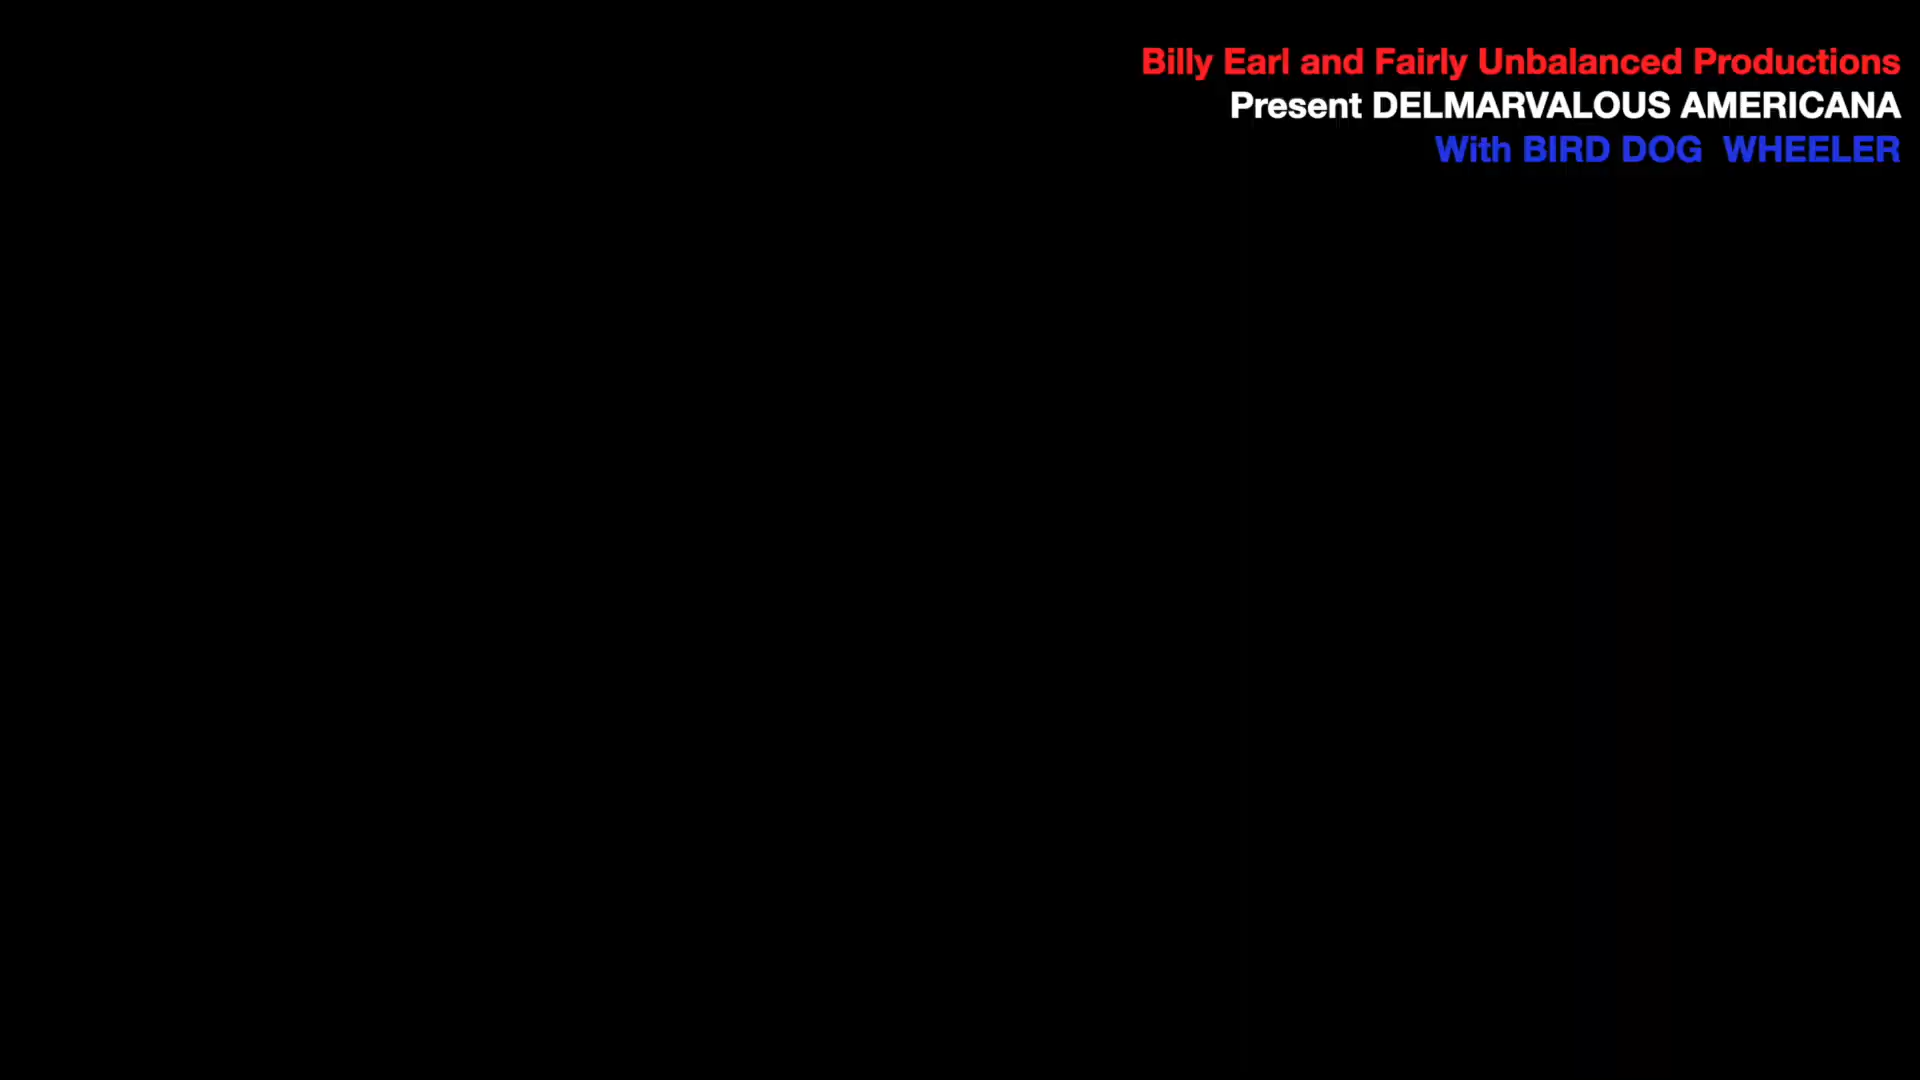 Billy Earl and Fairly Unbalanced Productions
Present DELMARVALOUS AMERICANA
With BIRD DOG  WHEELER